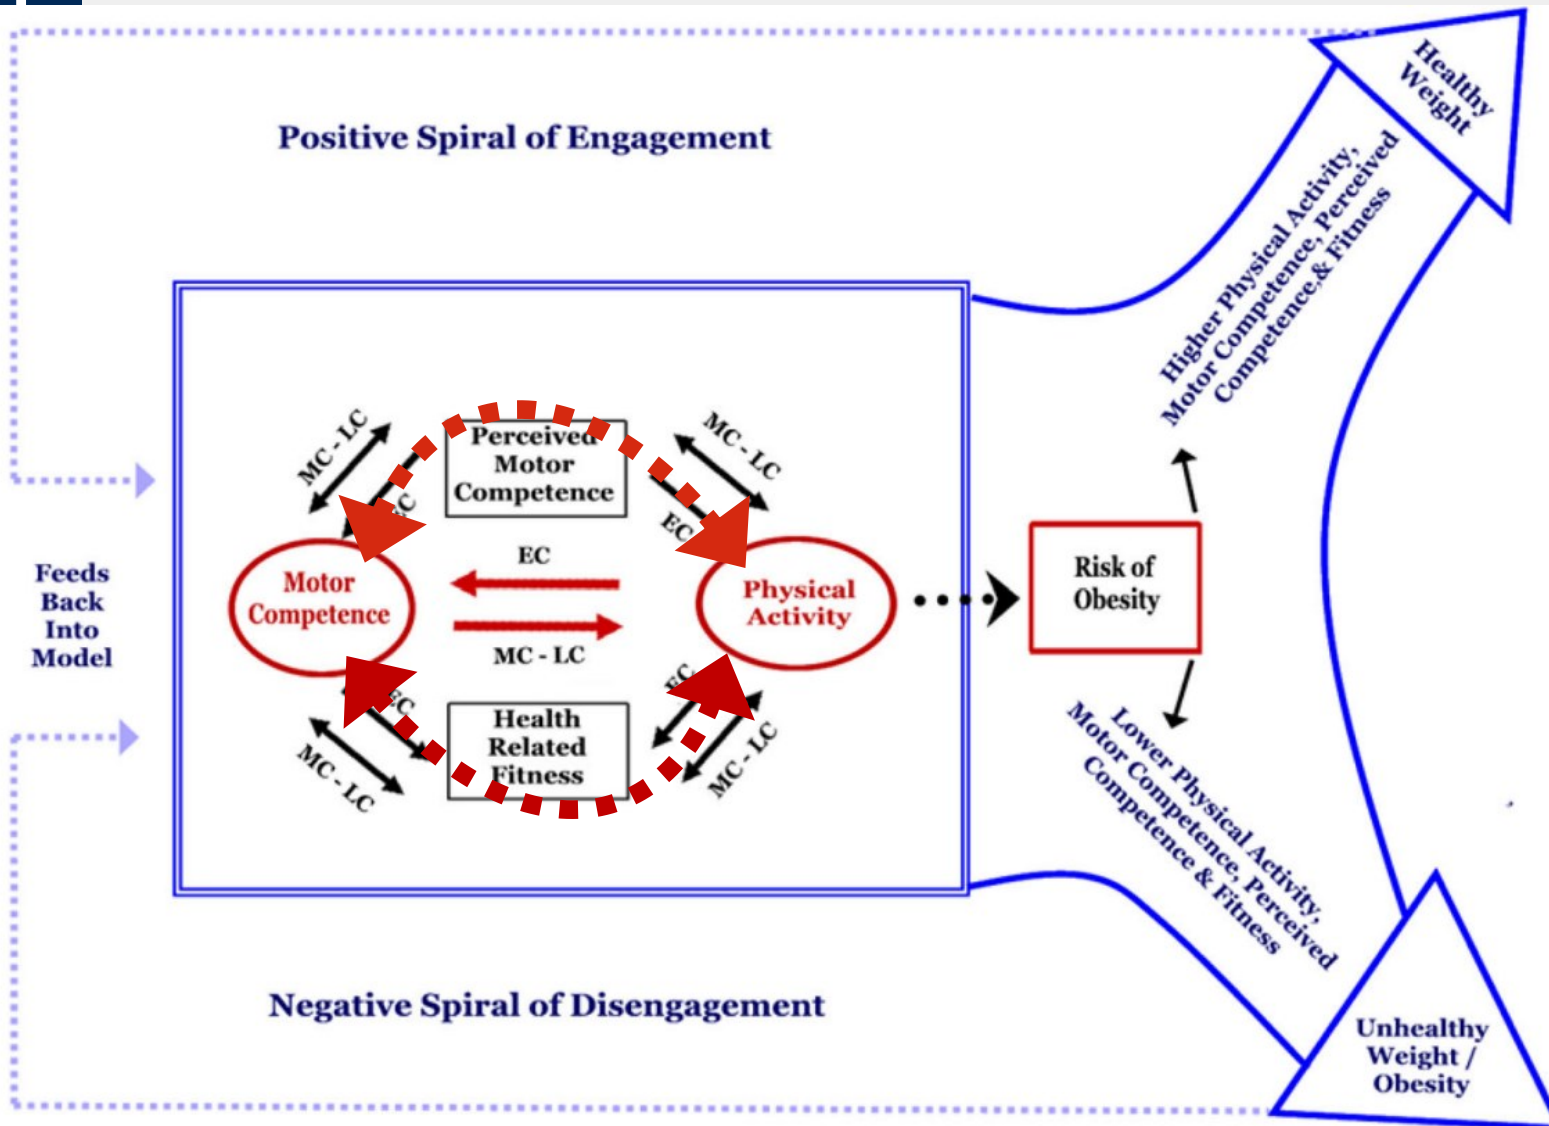 Positive Spiral of Engagement
Healthy
Weight
Higher Physical Activity,
Motor Competence, Perceived
Competence,& Fitness
MC - LC
Perceived
Motor
Competence
MC - LC
EC
EC
EC
Motor
Competence
Physical
Activity
MC - LC
Risk of
Obesity
Feeds
Back
Into
Model
EC
EC
Health
Related
Fitness
MC - LC
MC - LC
Lower Physical Activity,
Motor Competence, Perceived
Competence & Fitness
Negative Spiral of Disengagement
Unhealthy
Weight /
Obesity